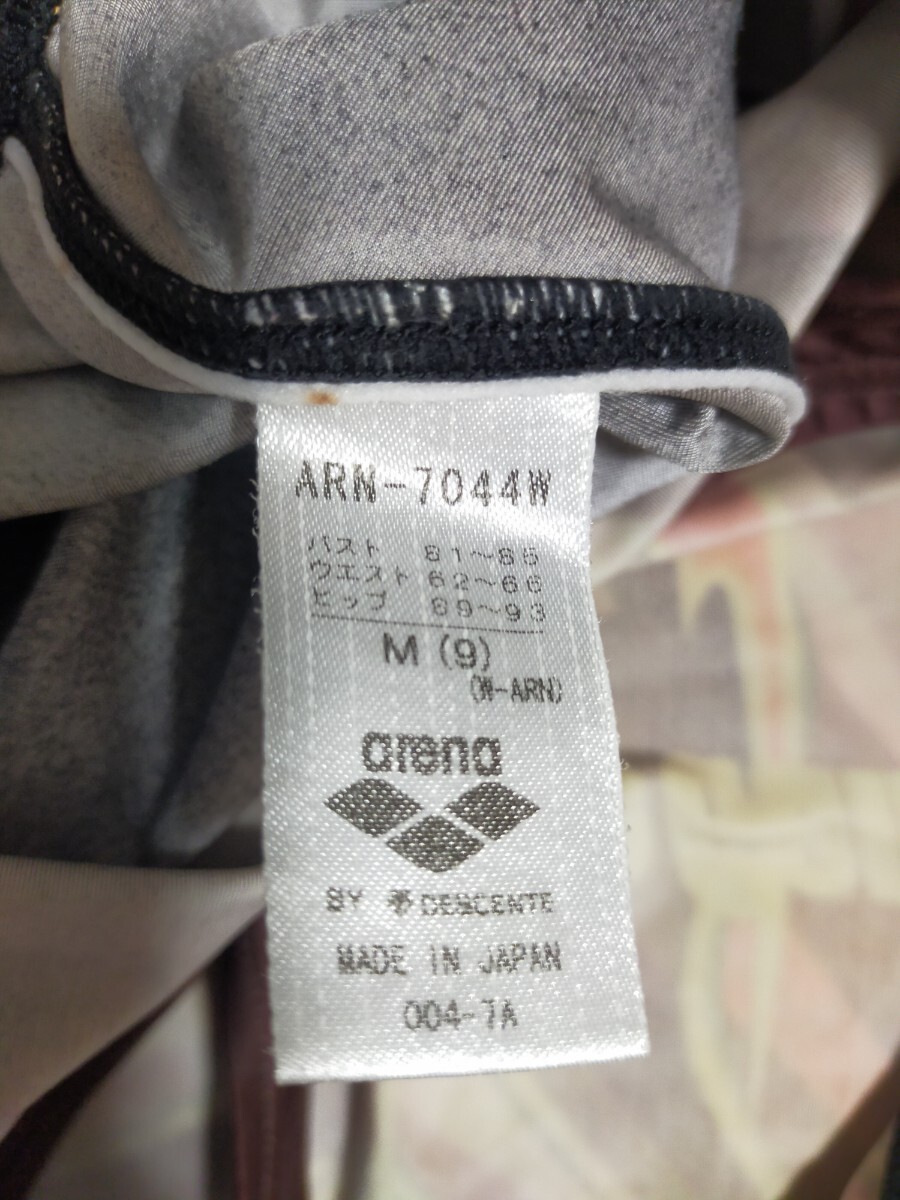 ARN-7044W
バスト 81～85
ウエスト 62～66
ヒップ 89～93
M (9)
(W-ARN)
arena
BY DESCENTE
MADE IN JAPAN
004-7A